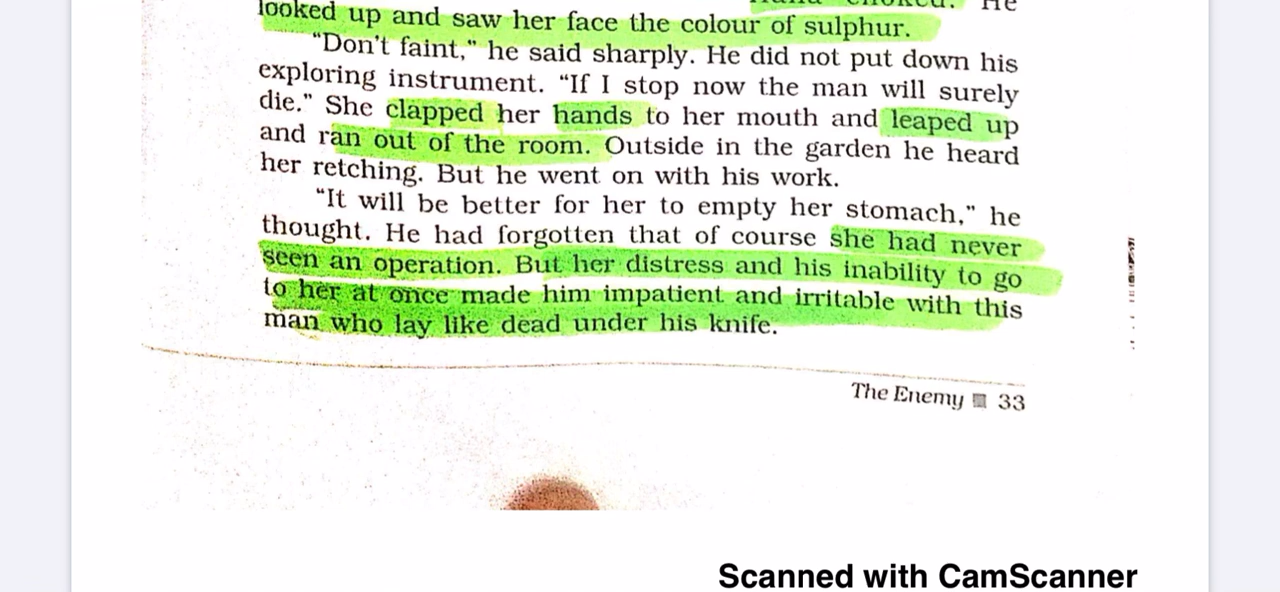 He
looked up and saw her face the colour of sulphur.
"Don't faint," he said sharply. He did not put down his
exploring instrument. "If I stop now the man will surely
die." She clapped her hands to her mouth and leaped up
and ran out of the room. Outside in the garden he heard
her retching. But he went on with his work.
"It will be better for her to empty her stomach," he
thought. He had forgotten that of course she had never
seen an operation. But her distress and his inability to go
to her at once made him impatient and irritable with this
man who lay like dead under his knife.
The Enemy ■ 33
Scanned with CamScanner